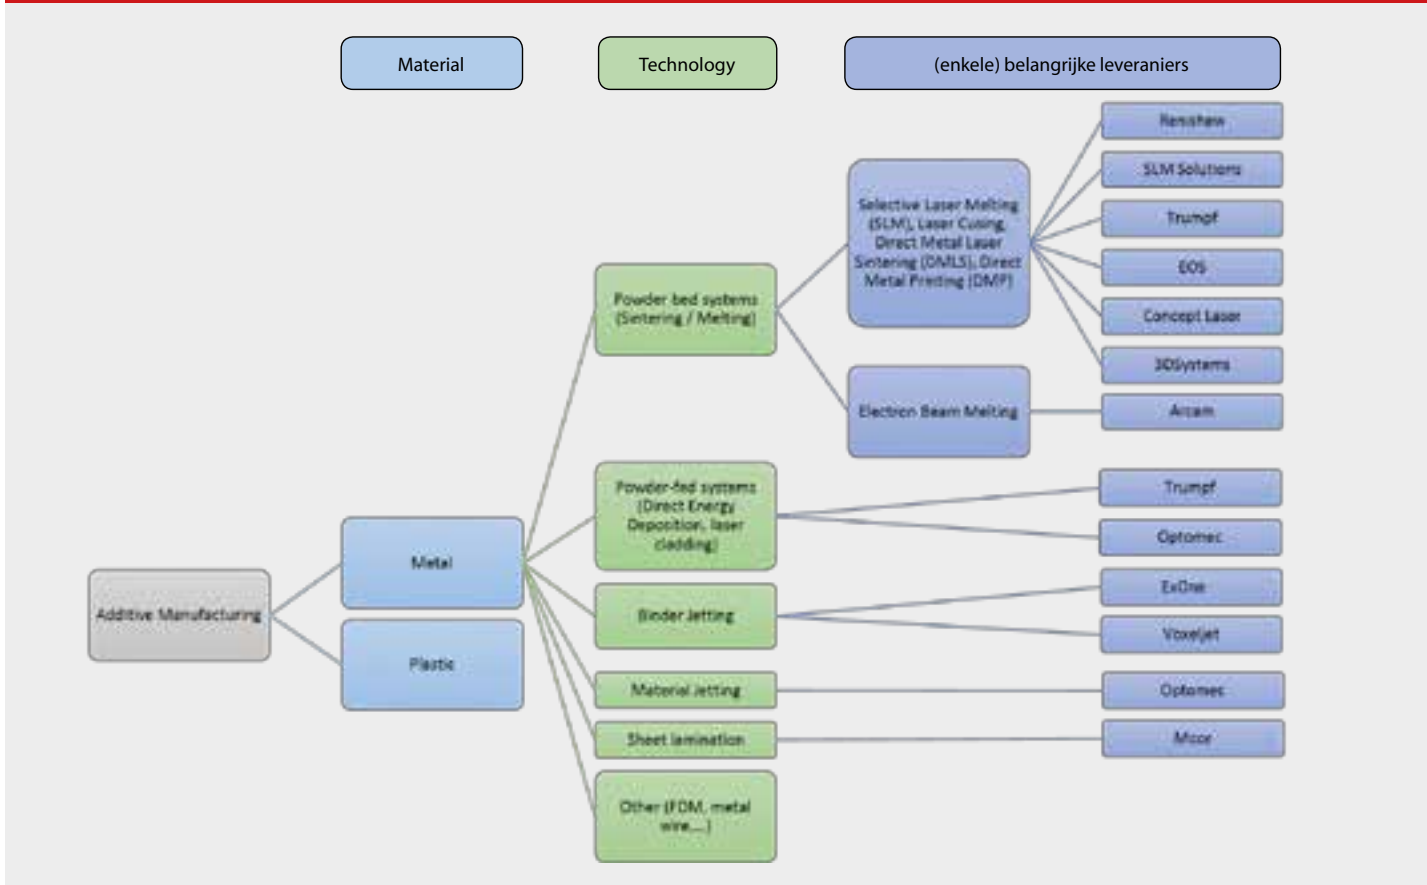 Material
Technology
(enkele) belangrijke leveraniers
Renishaw
SLM Solutions
Trumpf
EOS
Concept Laser
3DSystems
Selective Laser Melting
(SLM), Laser Cusing,
Direct Metal Laser
Sintering (DMLS), Direct
Metal Printing (DMP)
Powder bed systems
(Sintering / Melting)
Electron Beam Melting
Arcam
Powder-fed systems
(Direct Energy
Deposition, laser
cladding)
Trumpf
Optomec
Metal
Additive Manufacturing
Plastic
Binder Jetting
ExOne
Voxeljet
Material Jetting
Optomec
Sheet lamination
Mcor
Other (FDM, metal
wire,...)